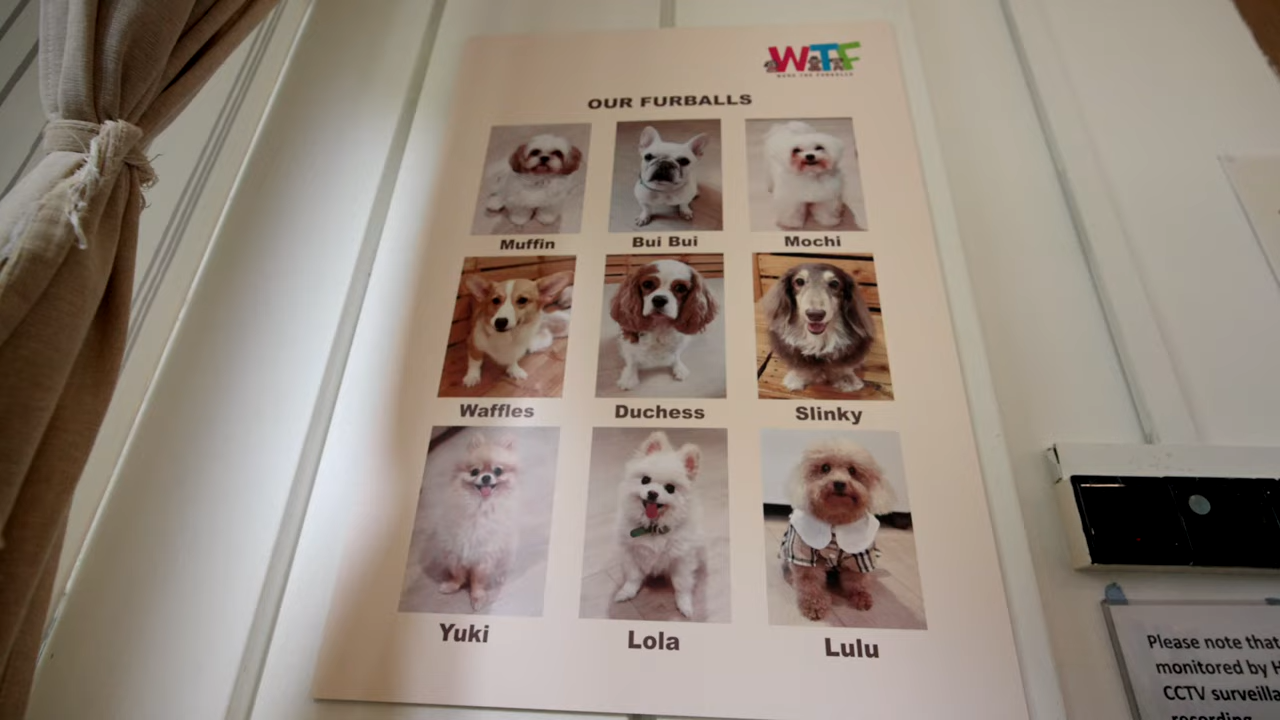 WTF
OUR FURBALLS
Muffin Bui Bui Mochi
Waffles Duchess Slinky
Yuki Lola Lulu
Please note that
monitored by H
CCTV surveilla
recording